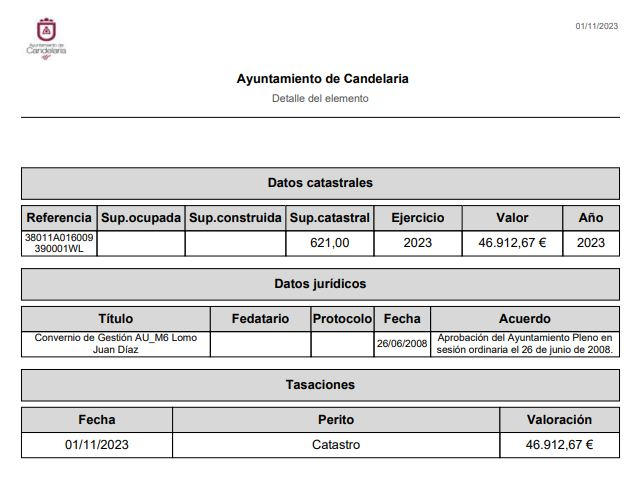 01/11/2023
Ayuntamiento de
Candelaria
Ayuntamiento de Candelaria
Detalle del elemento
Datos catastrales
Referencia Sup.ocupada Sup.construida Sup.catastral Ejercicio Valor Año
38011A016009
390001WL 621,00 2023 46.912,67 € 2023
Datos jurídicos
Título Fedatario Protocolo Fecha Acuerdo
Convernio de Gestión AU_M6 Lomo
Juan Díaz 26/06/2008 Aprobación del Ayuntamiento Pleno en
sesión ordinaria el 26 de junio de 2008.
Tasaciones
Fecha Perito Valoración
01/11/2023 Catastro 46.912,67 €